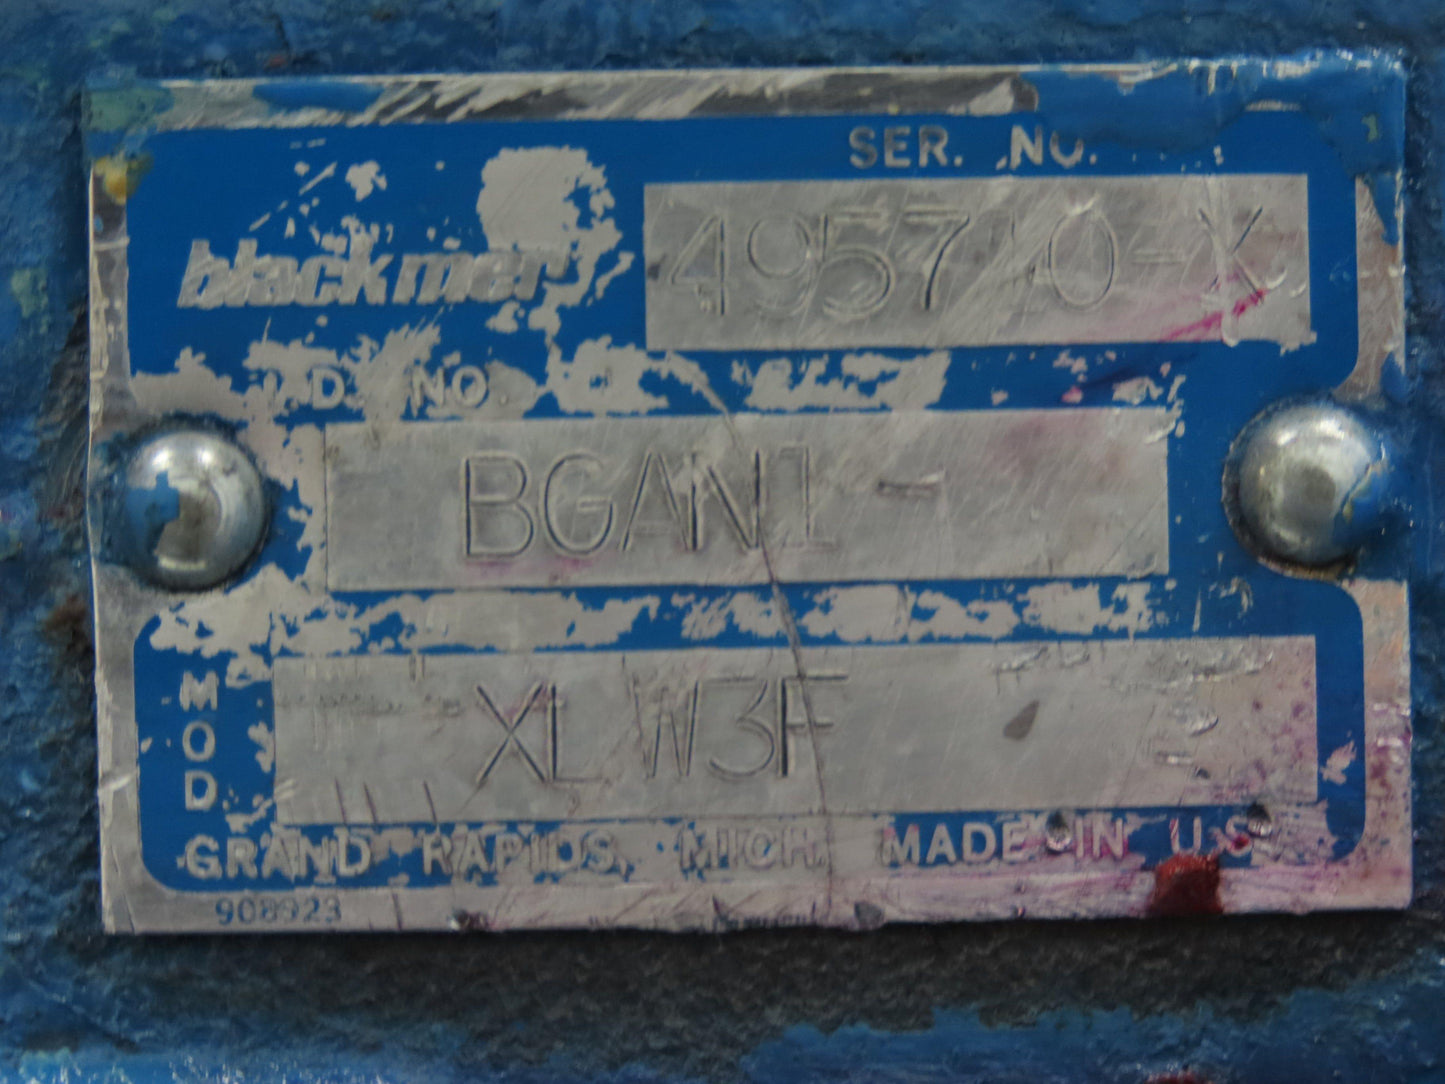 SER. NO.
blackmer
495710-X
I.D. NO.
BGAN1-
MOD
XLW3F
GRAND RAPIDS, MICH. MADE IN U.S.
908923